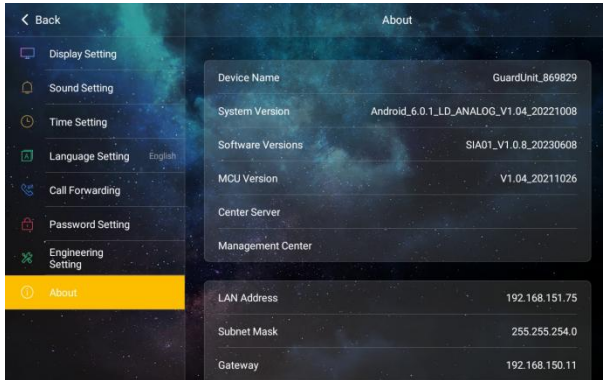 Back
About
Display Setting
Sound Setting
Time Setting
Language Setting English
Call Forwarding
Password Setting
Engineering
Setting
About
Device Name GuardUnit_869829
System Version Android_6.0.1_LD_ANALOG_V1.04_20221008
Software Versions SIA01_V1.0.8_20230608
MCU Version V1.04_20211026
Center Server
Management Center
LAN Address 192.168.151.75
Subnet Mask 255.255.254.0
Gateway 192.168.150.11